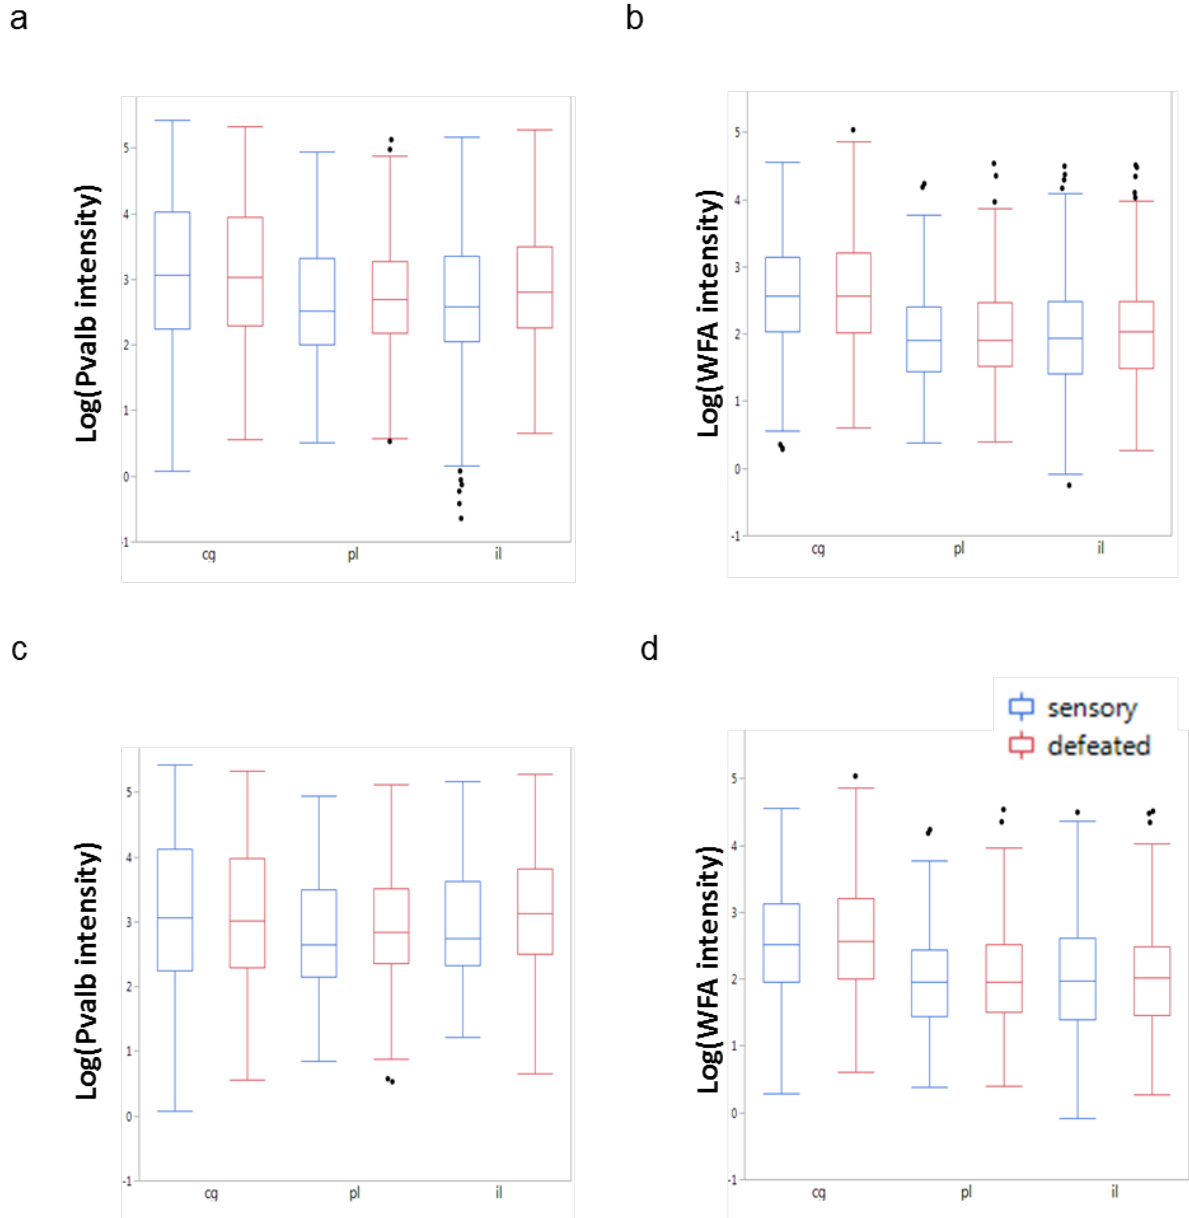 a
b
Log(Pvalb intensity)
5
4
3
2
1
0
-1
cg
pl
il
Log(WFA intensity)
5
4
3
2
1
0
-1
cg
pl
il
c
d
Log(Pvalb intensity)
5
4
3
2
1
0
-1
cg
pl
il
sensory
defeated
Log(WFA intensity)
5
4
3
2
1
0
-1
cg
pl
il